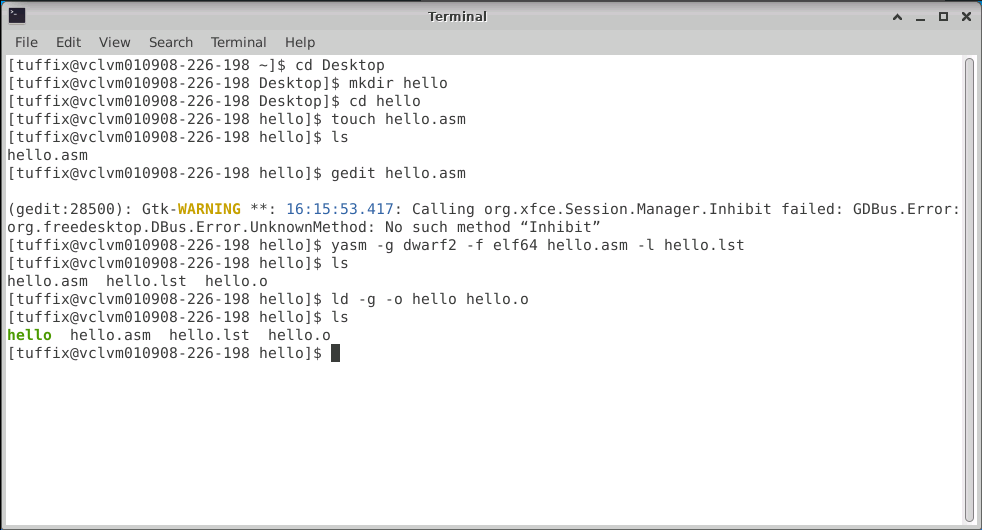 Terminal
File Edit View Search Terminal Help
[tuffix@vclvm010908-226-198 ~]$ cd Desktop
[tuffix@vclvm010908-226-198 Desktop]$ mkdir hello
[tuffix@vclvm010908-226-198 Desktop]$ cd hello
[tuffix@vclvm010908-226-198 hello]$ touch hello.asm
[tuffix@vclvm010908-226-198 hello]$ ls
hello.asm
[tuffix@vclvm010908-226-198 hello]$ gedit hello.asm
(gedit:28500): Gtk-WARNING **: 16:15:53.417: Calling org.xfce.Session.Manager.Inhibit failed: GDBus.Error:
org.freedesktop.DBus.Error.UnknownMethod: No such method “Inhibit”
[tuffix@vclvm010908-226-198 hello]$ yasm -g dwarf2 -f elf64 hello.asm -l hello.lst
[tuffix@vclvm010908-226-198 hello]$ ls
hello.asm  hello.lst  hello.o
[tuffix@vclvm010908-226-198 hello]$ ld -g -o hello hello.o
[tuffix@vclvm010908-226-198 hello]$ ls
hello  hello.asm  hello.lst  hello.o
[tuffix@vclvm010908-226-198 hello]$